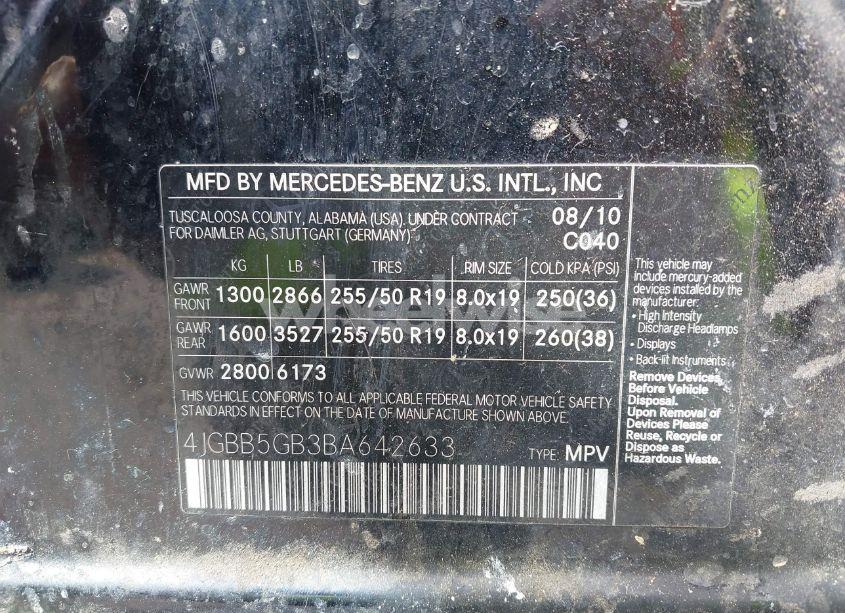 MFD BY MERCEDES-BENZ U.S. INTL., INC
TUSCALOOSA COUNTY, ALABAMA (USA). UNDER CONTRACT 08/10
FOR DAIMLER AG, STUTTGART (GERMANY) C040
KG LB TIRES RIM SIZE COLD KPA (PSI)
GAWR FRONT 1300 2866 255/50 R19 8.0x19 250(36)
GAWR REAR 1600 3527 255/50 R19 8.0x19 260(38)
GVWR 2800 6173
THIS VEHICLE CONFORMS TO ALL APPLICABLE FEDERAL MOTOR VEHICLE SAFETY
STANDARDS IN EFFECT ON THE DATE OF MANUFACTURE SHOWN ABOVE.
4JGBB5GB3BA642633 TYPE: MPV
This vehicle may
Include mercury-added
devices installed by the
manufacturer:
• High Intensity
Discharge Headlamps
• Displays
• Back-lit Instruments
Remove Devices
Before Vehicle
Disposal.
Upon Removal of
Devices Please
Reuse, Recycle or
Dispose as
Hazardous Waste.
wheelwise